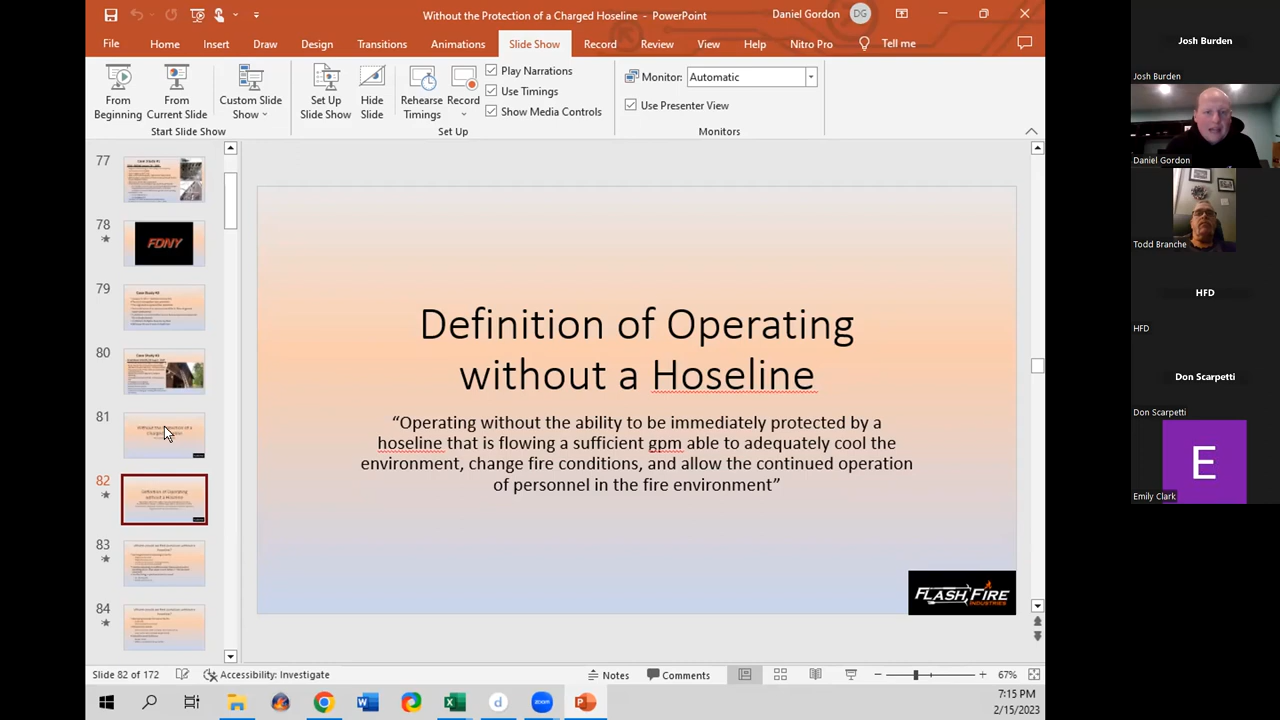 Without the Protection of a Charged Hoseline - PowerPoint
Daniel Gordon
DG
File Home Insert Draw Design Transitions Animations Slide Show Record Review View Help Nitro Pro Tell me
From Beginning
From Current Slide
Custom Slide Show
Set Up Slide Show
Hide Slide
Rehearse Timings
Record
Play Narrations
Use Timings
Show Media Controls
Monitor: Automatic
Use Presenter View
Start Slide Show
Set Up
Monitors
77
78
FDNY
79
80
81
82
83
84
Definition of Operating
without a Hoseline
“Operating without the ability to be immediately protected by a
hoseline that is flowing a sufficient gpm able to adequately cool the
environment, change fire conditions, and allow the continued operation
of personnel in the fire environment”
FLASH FIRE
INDUSTRIES
Slide 82 of 172
Accessibility: Investigate
Notes
Comments
67%
7:15 PM
2/15/2023
Josh Burden
Josh Burden
Daniel Gordon
Todd Branche
HFD
HFD
Don Scarpetti
Don Scarpetti
E
Emily Clark